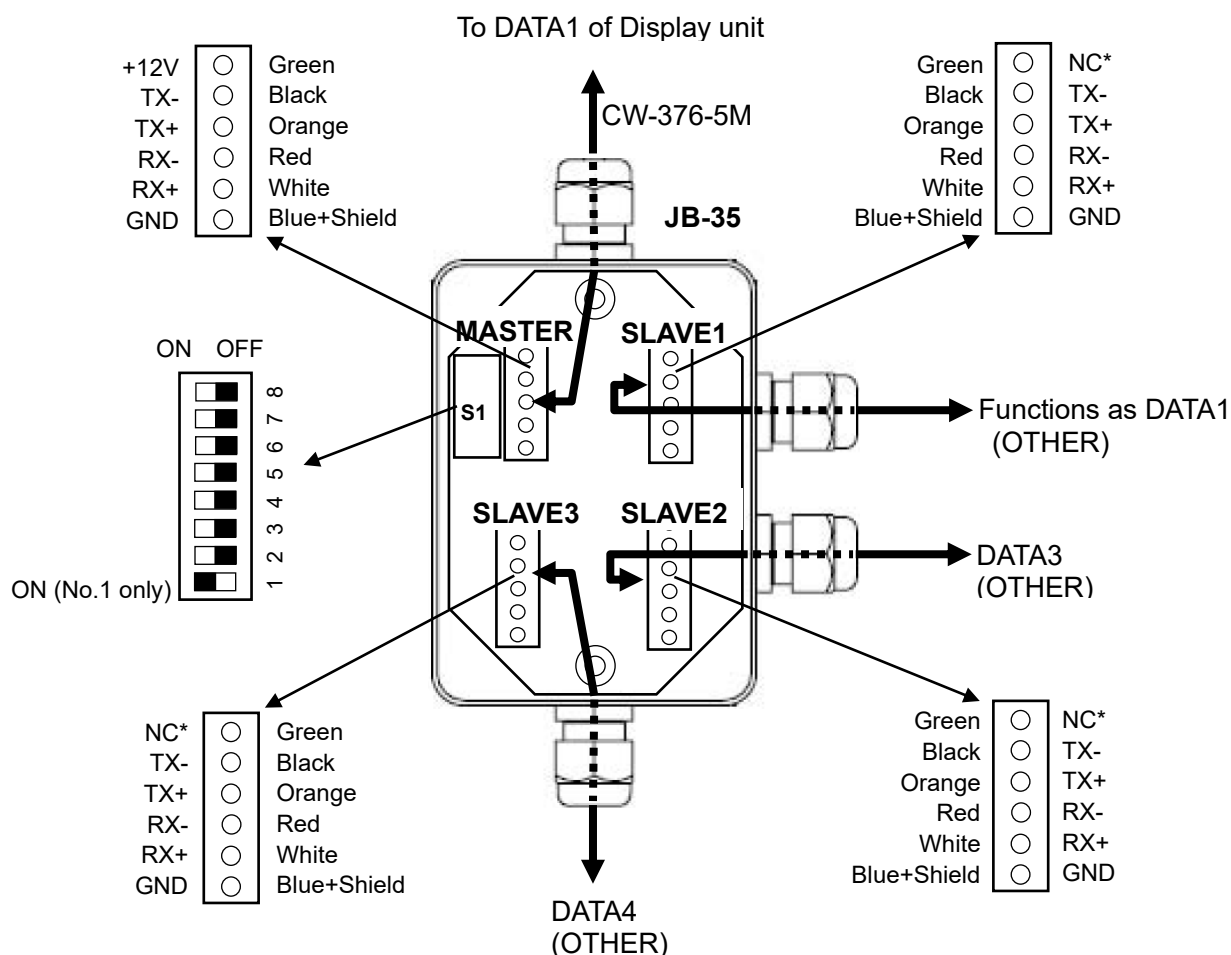 To DATA1 of Display unit
+12V Green
TX- Black
TX+ Orange
RX- Red
RX+ White
GND Blue+Shield
CW-376-5M
Green NC*
Black TX-
Orange TX+
Red RX-
White RX+
Blue+Shield GND
JB-35
MASTER
SLAVE1
ON OFF
8
7
6
5
4
3
2
1
ON (No.1 only)
S1
Functions as DATA1
(OTHER)
SLAVE3
SLAVE2
DATA3
(OTHER)
NC* Green
TX- Black
TX+ Orange
RX- Red
RX+ White
GND Blue+Shield
Green NC*
Black TX-
Orange TX+
Red RX-
White RX+
Blue+Shield GND
DATA4
(OTHER)